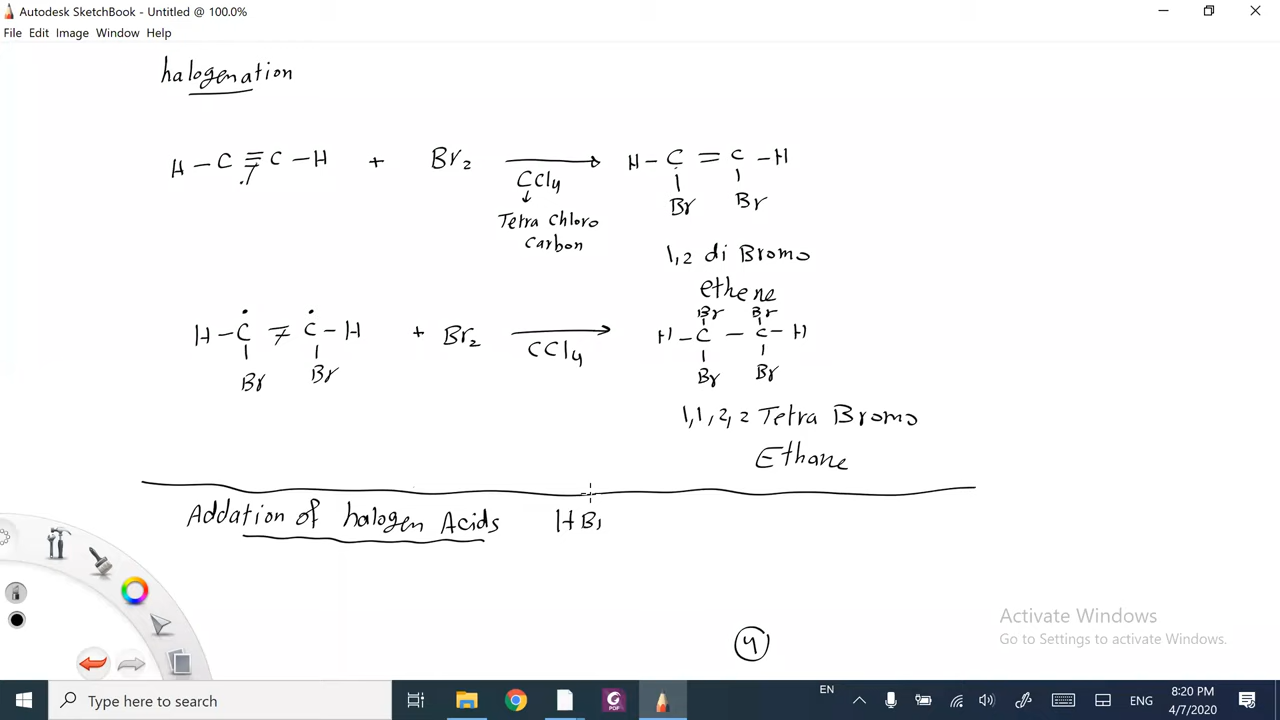 Autodesk SketchBook - Untitled @ 100.0%
File Edit Image Window Help
halogenation
H - C ≡ C - H + Br2 → H - C = C - H
CCl4
Br Br
Tetra Chloro
Carbon
1,2 di Bromo
ethene
Br Br
H - C = C - H + Br2 → H - C - C - H
CCl4
Br Br Br Br
1,1,2,2 Tetra Bromo
Ethane
Addation of halogen Acids HBr
Activate Windows
Go to Settings to activate Windows.
4
Type here to search
PDF
EN
ENG
8:20 PM
4/7/2020